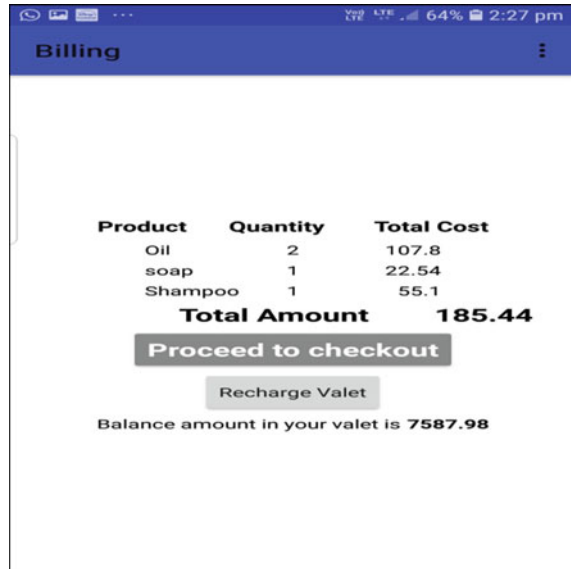 64% 2:27 pm
Billing
Product Quantity Total Cost
Oil 2 107.8
soap 1 22.54
Shampoo 1 55.1
Total Amount 185.44
Proceed to checkout
Recharge Valet
Balance amount in your valet is 7587.98